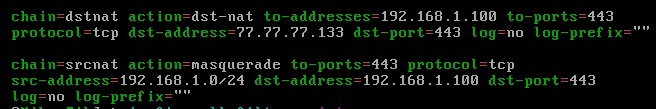 chain=dstnat action=dst-nat to-addresses=192.168.1.100 to-ports=443
protocol=tcp dst-address=77.77.77.133 dst-port=443 log=no log-prefix=""
chain=srcnat action=masquerade to-ports=443 protocol=tcp
src-address=192.168.1.0/24 dst-address=192.168.1.100 dst-port=443
log=no log-prefix=""